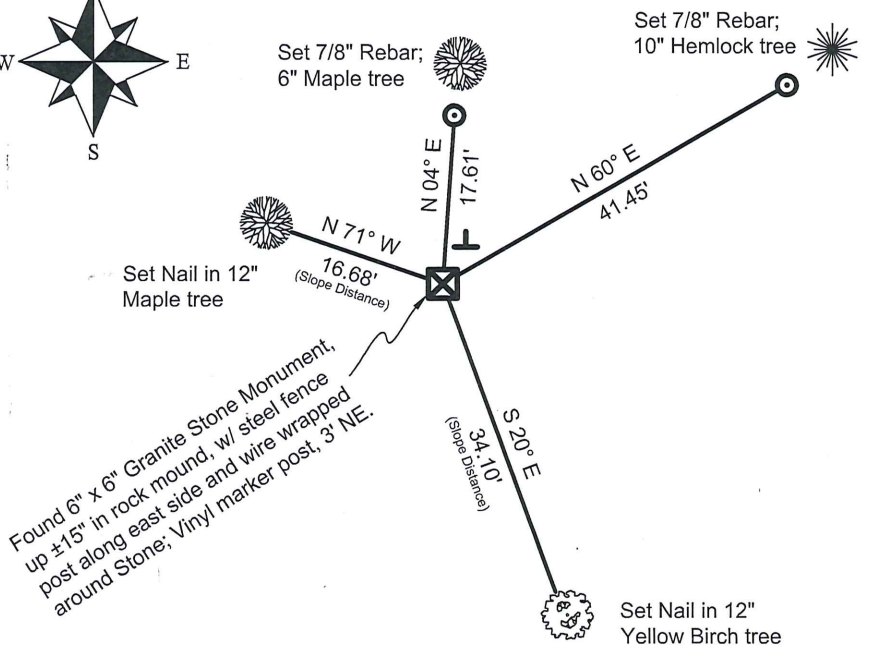 W
E
S
Set 7/8" Rebar;
6" Maple tree
Set 7/8" Rebar;
10" Hemlock tree
N 04° E
17.61'
N 60° E
41.45'
N 71° W
16.68'
(Slope Distance)
Set Nail in 12"
Maple tree
Found 6" x 6" Granite Stone Monument,
up ±15" in rock mound, w/ steel fence
post along east side and wire wrapped
around Stone; Vinyl marker post, 3' NE.
S 20° E
34.10'
(Slope Distance)
Set Nail in 12"
Yellow Birch tree